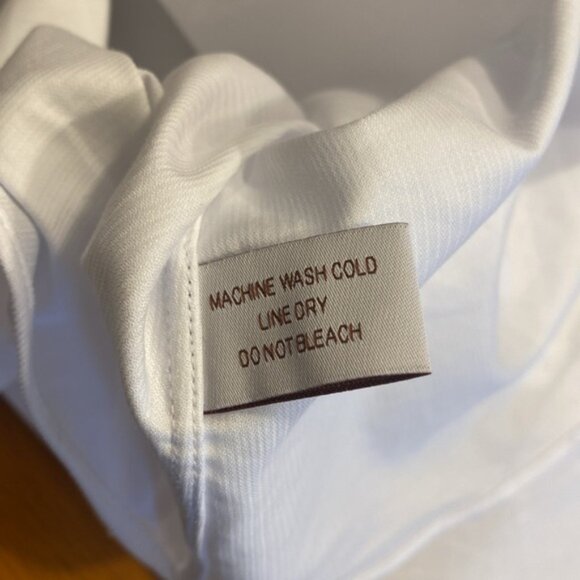 MACHINE WASH COLD
LINE DRY
DO NOT BLEACH